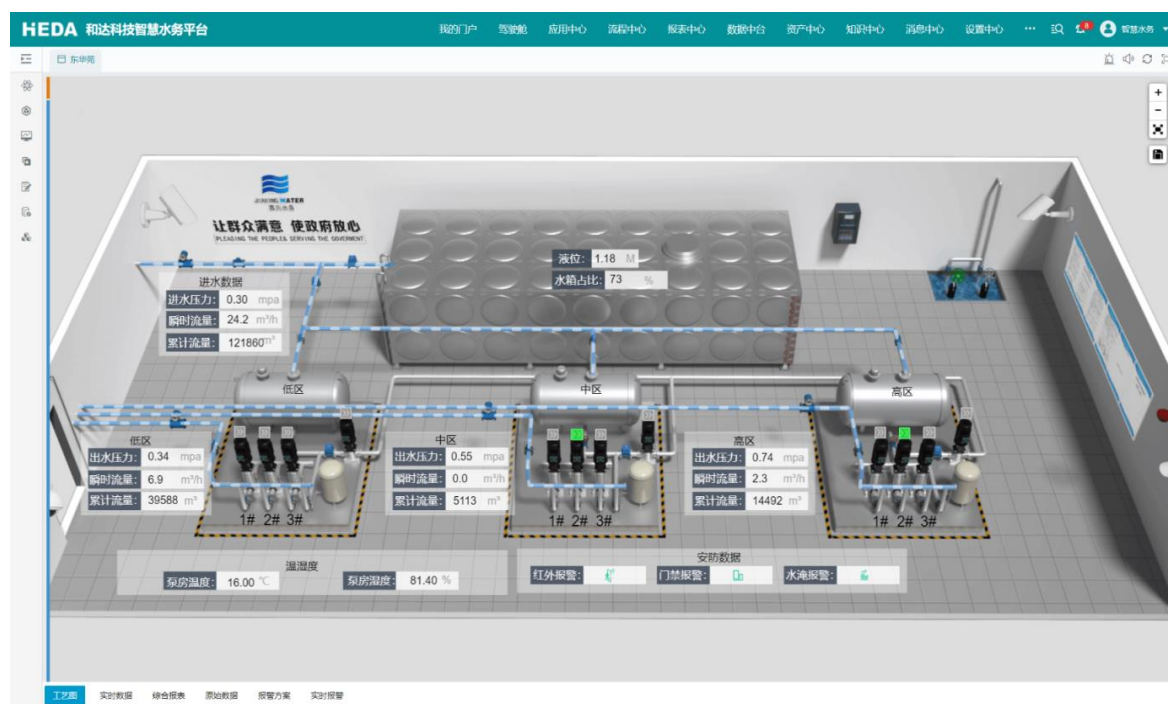 HEDA 和达科技智慧水务平台
我的门户 驾驶舱 应用中心 流程中心 报表中心 数据中台 资产中心 知识中心 消息中心 设置中心 ··· 8 智慧水务
东华苑
WATER
让群众满意 使政府放心
PLEASING THE PEOPLE& SERVING THE GOVERMENT
液位: 1.18 M
水箱占比: 73 %
进水数据
进水压力: 0.30 mpa
瞬时流量: 24.2 m³/h
累计流量: 121860 m³
低区
中区
高区
低区
出水压力: 0.34 mpa
瞬时流量: 6.9 m³/h
累计流量: 39588 m³
中区
出水压力: 0.55 mpa
瞬时流量: 0.0 m³/h
累计流量: 5113 m³
高区
出水压力: 0.74 mpa
瞬时流量: 2.3 m³/h
累计流量: 14492 m³
1# 2# 3#
1# 2# 3#
1# 2# 3#
温湿度
泵房温度: 16.00 ℃
泵房湿度: 81.40 %
安防数据
红外报警:
门禁报警:
水淹报警:
工艺图 实时数据 综合报表 原始数据 报警方案 实时报警